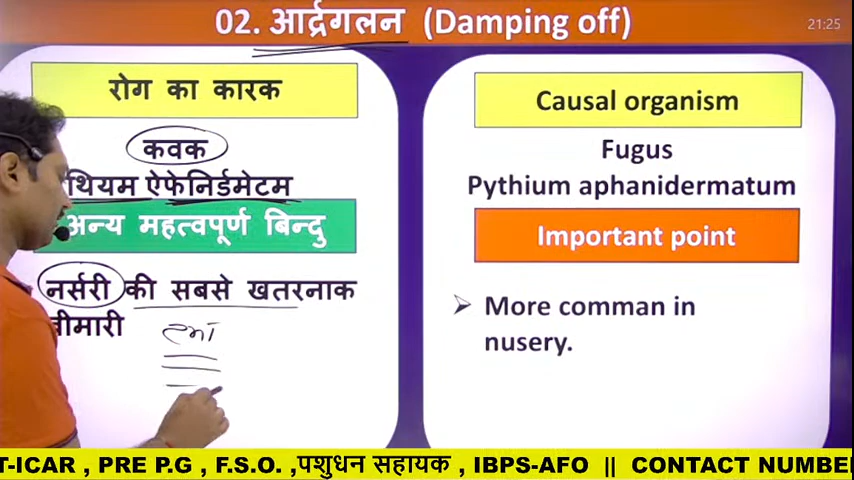 02. आर्द्रगलन (Damping off)
21:25
रोग का कारक
कवक
थियम ऐफेनिर्डमेटम
अन्य महत्वपूर्ण बिन्दु
नर्सरी की सबसे खतरनाक
बीमारी
Causal organism
Fugus
Pythium aphanidermatum
Important point
More comman in
nusery.
T-ICAR , PRE P.G , F.S.O. ,पशुधन सहायक , IBPS-AFO || CONTACT NUMBE